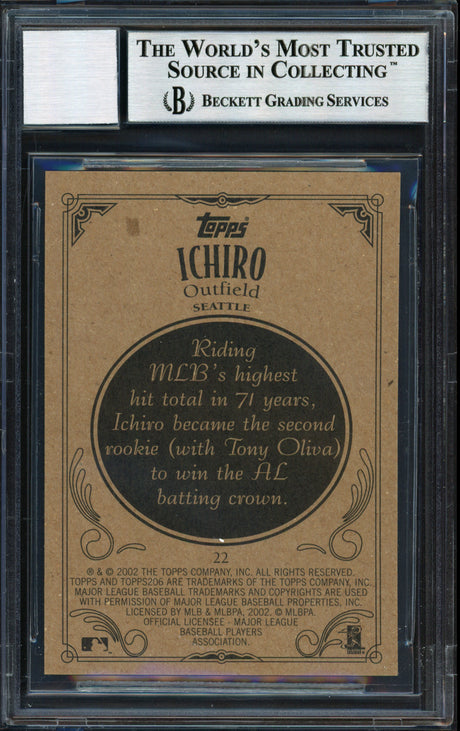 THE WORLD'S MOST TRUSTED
SOURCE IN COLLECTING™
B BECKETT GRADING SERVICES
Topps
ICHIRO
Outfield
SEATTLE
Riding
MLB's highest
hit total in 71 years,
Ichiro became the second
rookie (with Tony Oliva)
to win the AL
batting crown.
22
® & © 2002 THE TOPPS COMPANY, INC. ALL RIGHTS RESERVED.
TOPPS AND TOPPS206 ARE TRADEMARKS OF THE TOPPS COMPANY, INC.
MAJOR LEAGUE BASEBALL TRADEMARKS AND COPYRIGHTS ARE USED
WITH PERMISSION OF MAJOR LEAGUE BASEBALL PROPERTIES, INC.
LICENSED BY MLB & MLBPA, 2002. © MLBPA.
OFFICIAL LICENSEE - MAJOR LEAGUE
BASEBALL PLAYERS
ASSOCIATION.